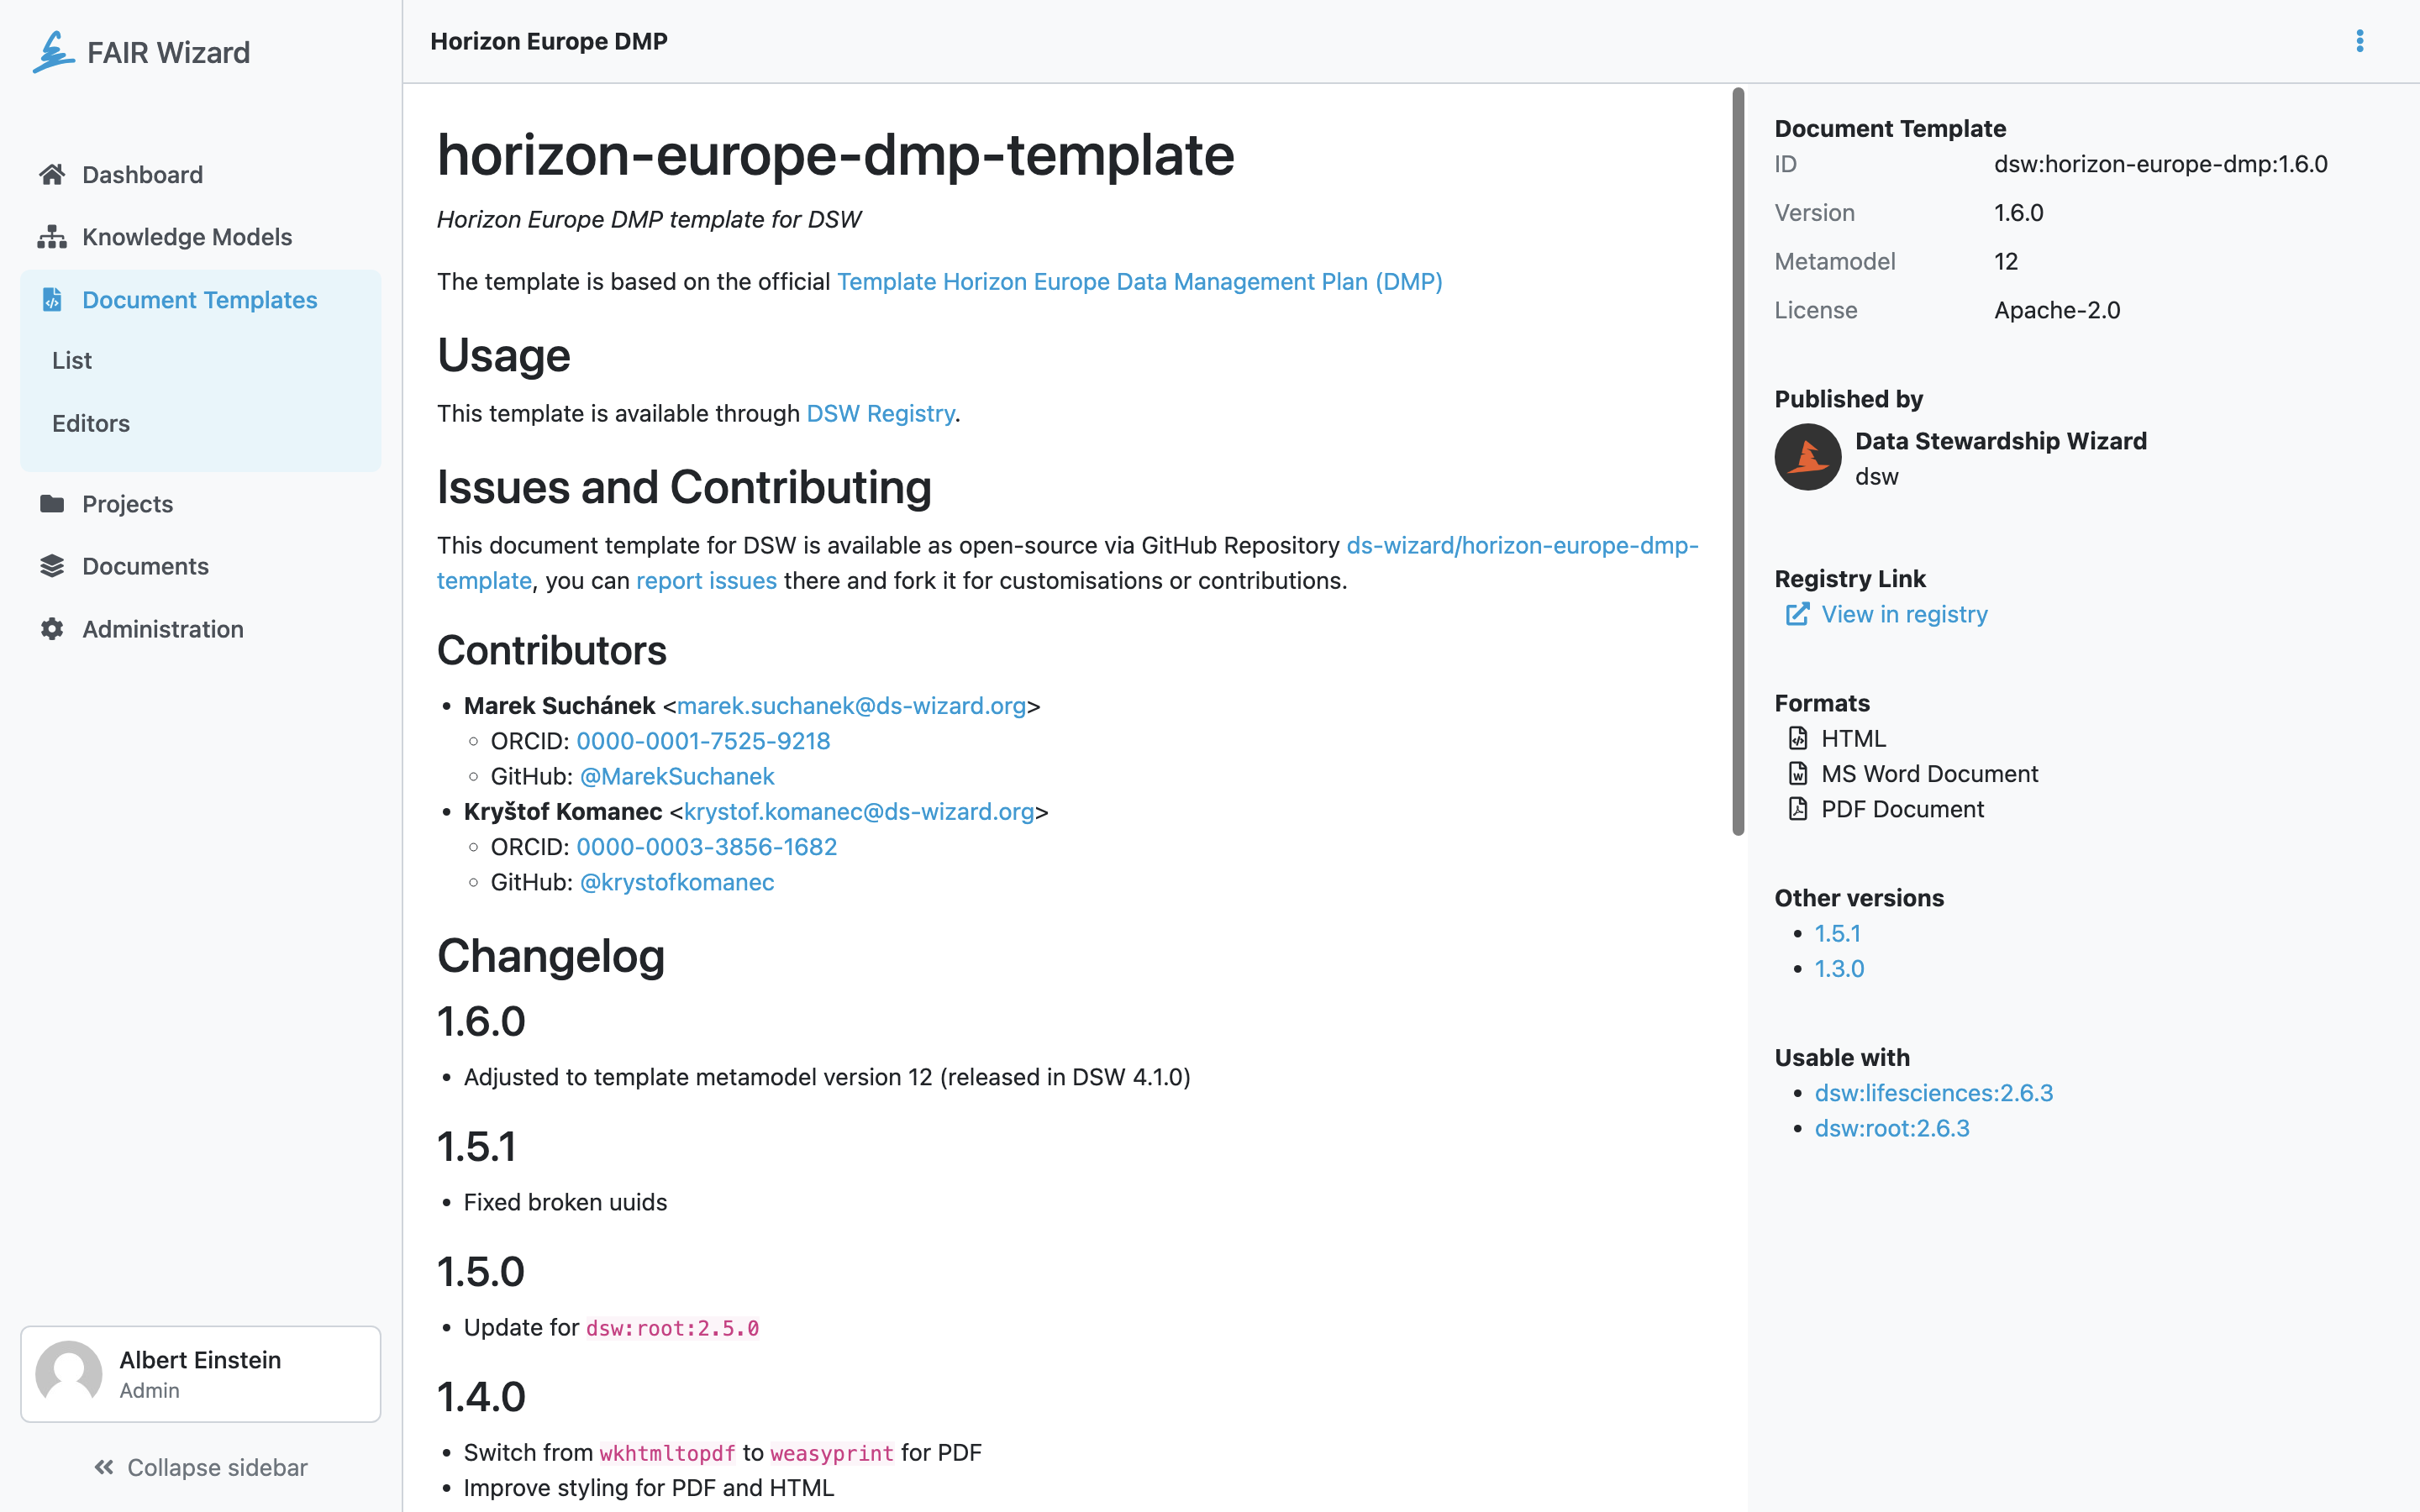 FAIR Wizard
Dashboard
Knowledge Models
Document Templates
List
Editors
Projects
Documents
Administration
Albert Einstein
Admin
Collapse sidebar
Horizon Europe DMP
horizon-europe-dmp-template
Horizon Europe DMP template for DSW
The template is based on the official Template Horizon Europe Data Management Plan (DMP)
Usage
This template is available through DSW Registry.
Issues and Contributing
This document template for DSW is available as open-source via GitHub Repository ds-wizard/horizon-europe-dmp-
template, you can report issues there and fork it for customisations or contributions.
Contributors
• Marek Suchánek <marek.suchanek@ds-wizard.org>
○ ORCID: 0000-0001-7525-9218
○ GitHub: @MarekSuchanek
• Kryštof Komanec <krystof.komanec@ds-wizard.org>
○ ORCID: 0000-0003-3856-1682
○ GitHub: @krystofkomanec
Changelog
1.6.0
• Adjusted to template metamodel version 12 (released in DSW 4.1.0)
1.5.1
• Fixed broken uuids
1.5.0
• Update for dsw:root:2.5.0
1.4.0
• Switch from wkhtmltopdf to weasyprint for PDF
• Improve styling for PDF and HTML
Document Template
ID dsw:horizon-europe-dmp:1.6.0
Version 1.6.0
Metamodel 12
License Apache-2.0
Published by
Data Stewardship Wizard
dsw
Registry Link
View in registry
Formats
HTML
MS Word Document
PDF Document
Other versions
• 1.5.1
• 1.3.0
Usable with
• dsw:lifesciences:2.6.3
• dsw:root:2.6.3